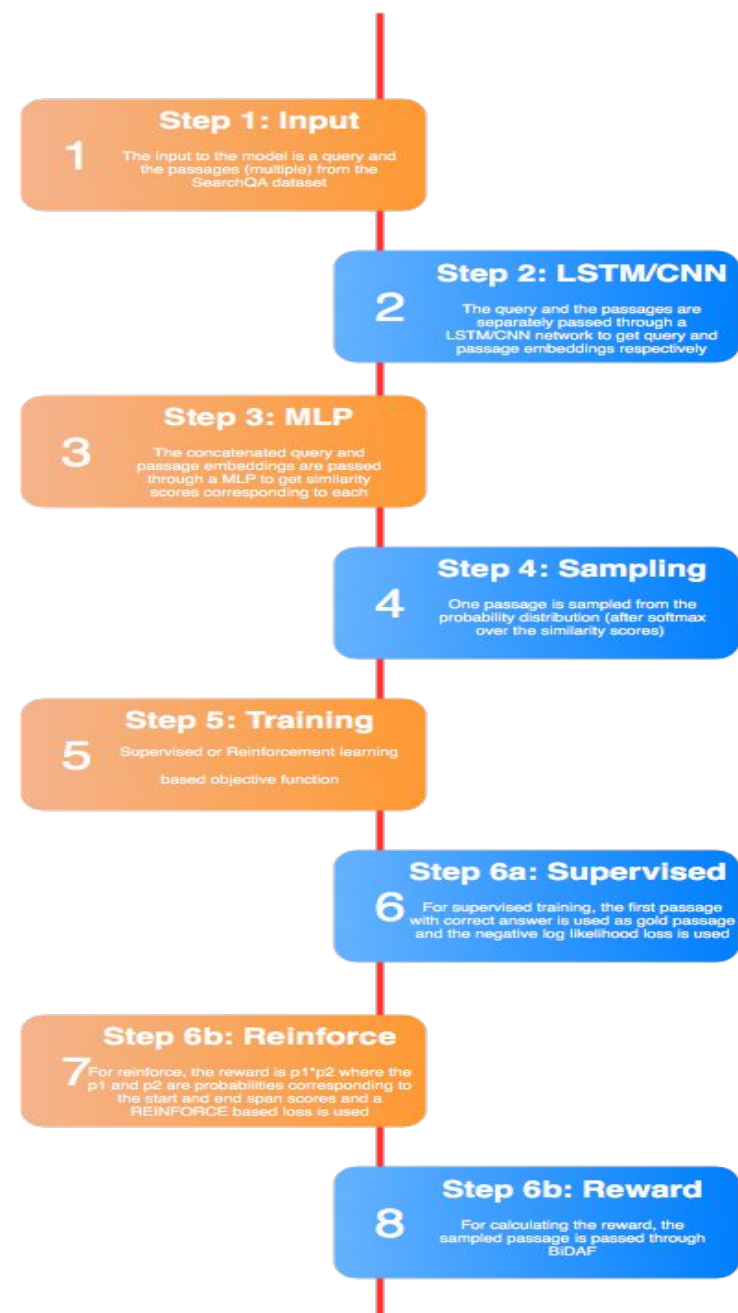 Step 1: Input
1
The input to the model is a query and
the passages (multiple) from the
SearchQA dataset
Step 2: LSTM/CNN
2
The query and the passages are
separately passed through a
LSTM/CNN network to get query and
passage embeddings respectively
Step 3: MLP
3
The concatenated query and
passage embeddings are passed
through a MLP to get similarity
scores corresponding to each
Step 4: Sampling
4
One passage is sampled from the
probability distribution (after softmax
over the similarity scores)
Step 5: Training
5
Supervised or Reinforcement learning
based objective function
Step 6a: Supervised
6
For supervised training, the first passage
with correct answer is used as gold passage
and the negative log likelihood loss is used
Step 6b: Reinforce
7
For reinforce, the reward is p1*p2 where the
p1 and p2 are probabilities corresponding to
the start and end span scores and a
REINFORCE based loss is used
Step 6b: Reward
8
For calculating the reward, the
sampled passage is passed through
BiDAF